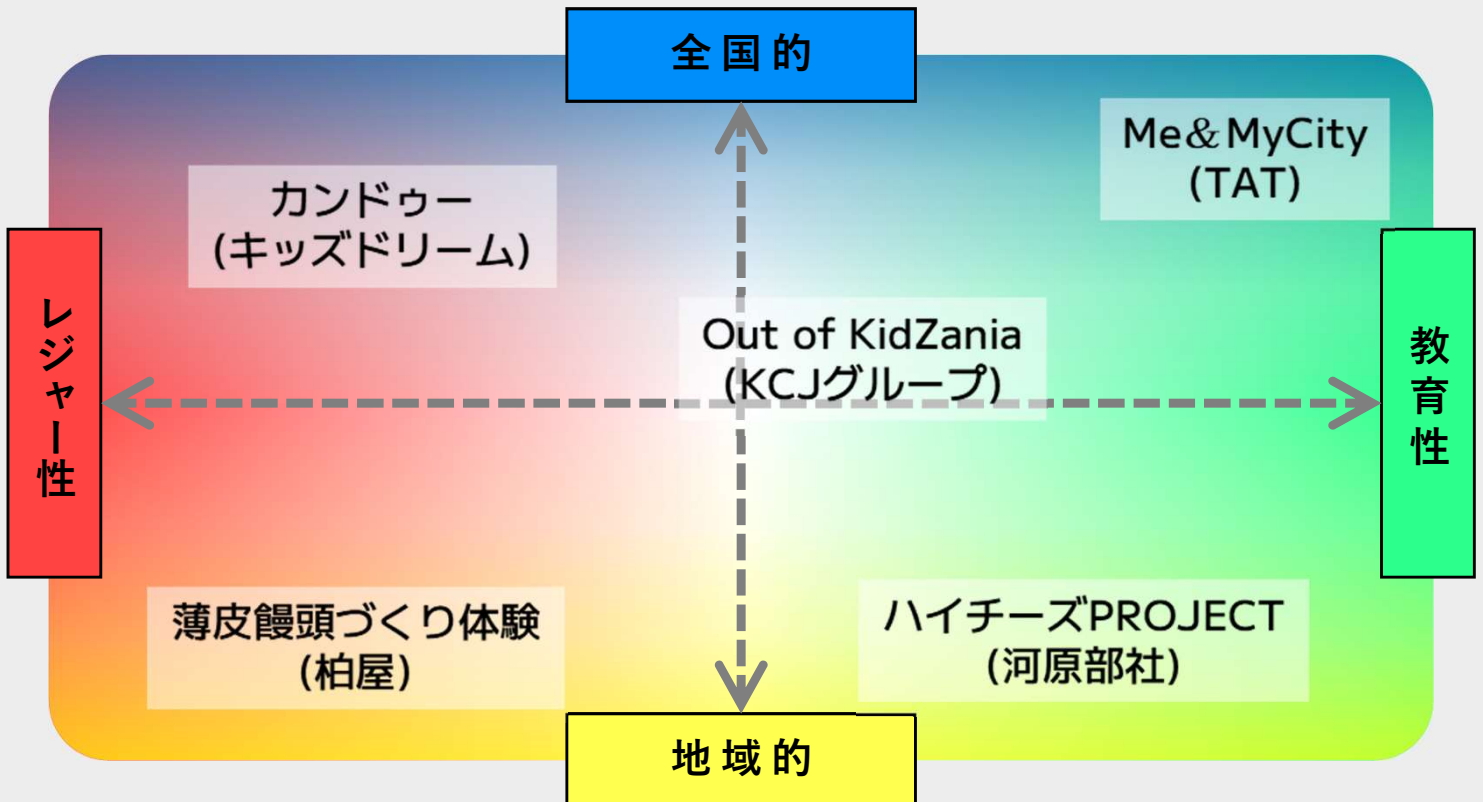 全国的
Me&MyCity
(TAT)
カンドゥー
(キッズドリーム)
レジャー性
Out of KidZania
(KCJグループ)
教育性
薄皮饅頭づくり体験
(柏屋)
ハイチーズPROJECT
(河原部社)
地域的